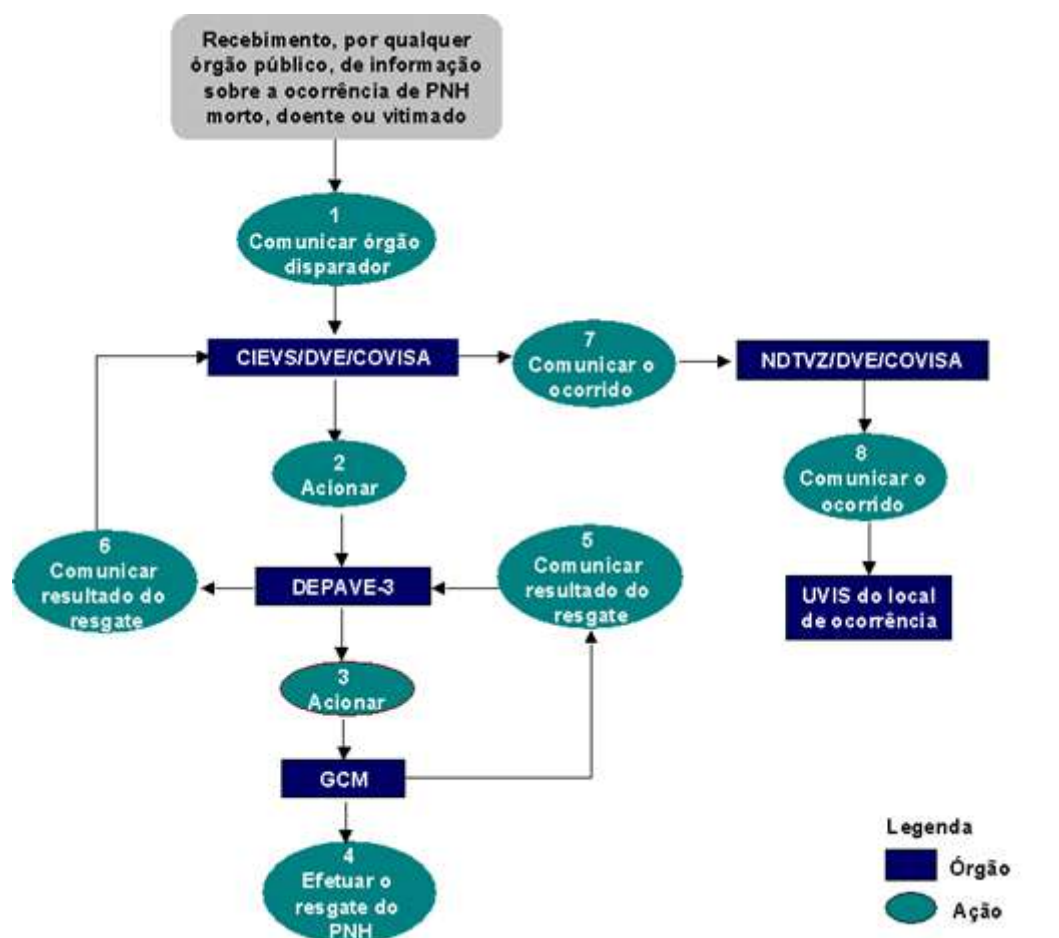 Recebimento, por qualquer
órgão público, de informação
sobre a ocorrência de PNH
morto, doente ou vitimado
1
Comunicar órgão
disparador
CIEVS/DVE/COVISA
7
Comunicar o
ocorrido
NDTVZ/DVE/COVISA
2
Acionar
8
Comunicar o
ocorrido
6
Comunicar
resultado do
resgate
DEPAVE-3
5
Comunicar
resultado do
resgate
UVIS do local
de ocorrência
3
Acionar
GCM
4
Efetuar o
resgate do
PNH
Legenda
Órgão
Ação